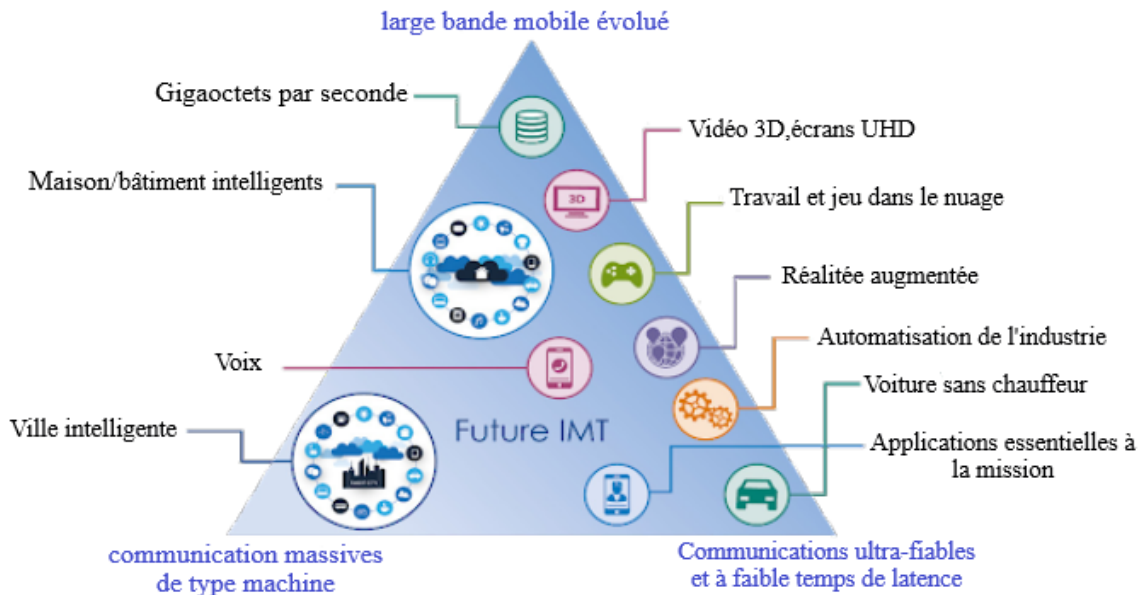 large bande mobile évolué
Gigaoctets par seconde
Vidéo 3D,écrans UHD
Maison/bâtiment intelligents
3D
Travail et jeu dans le nuage
Réalitée augmentée
Automatisation de l'industrie
Voix
Voiture sans chauffeur
Ville intelligente
Future IMT
Applications essentielles à
la mission
communication massives
de type machine
Communications ultra-fiables
et à faible temps de latence